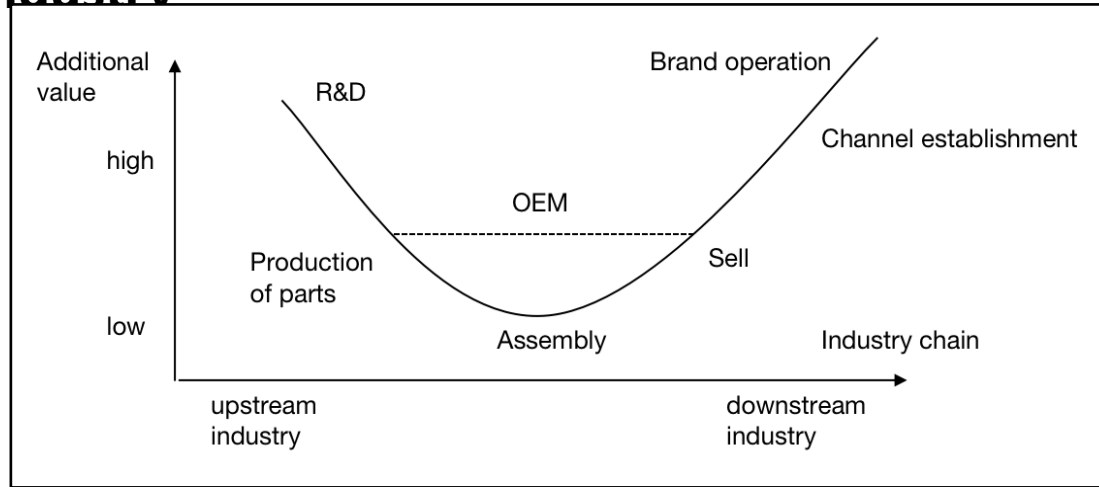 Additional
value
R&D
Brand operation
high
Channel establishment
OEM
Production
of parts
Sell
low
Assembly
Industry chain
upstream
industry
downstream
industry